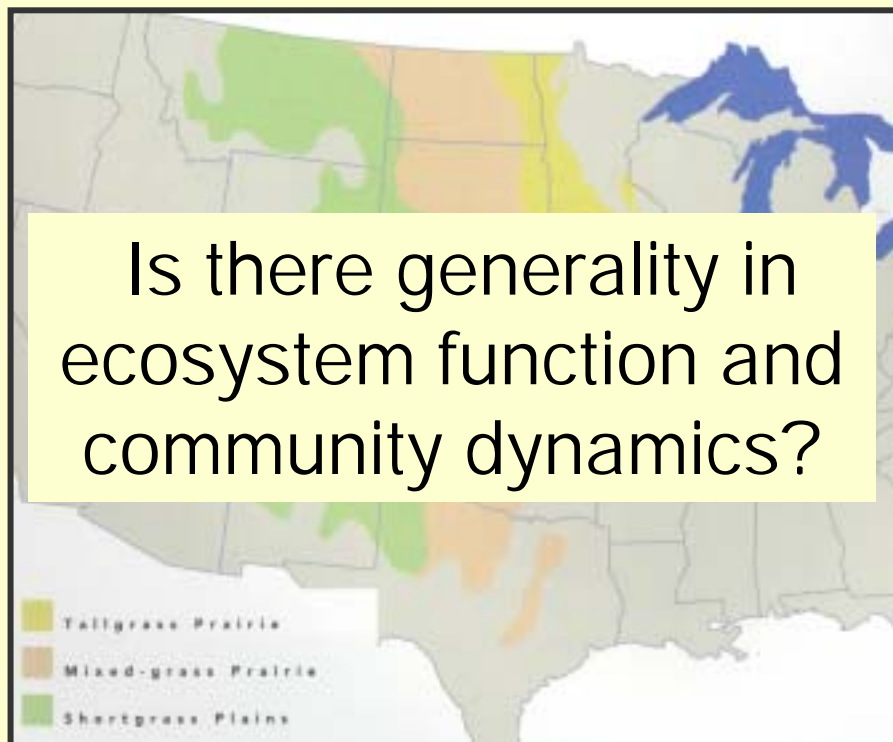 Is there generality in
ecosystem function and
community dynamics?
Tallgrass Prairie
Mixed-grass Prairie
Shortgrass Plains